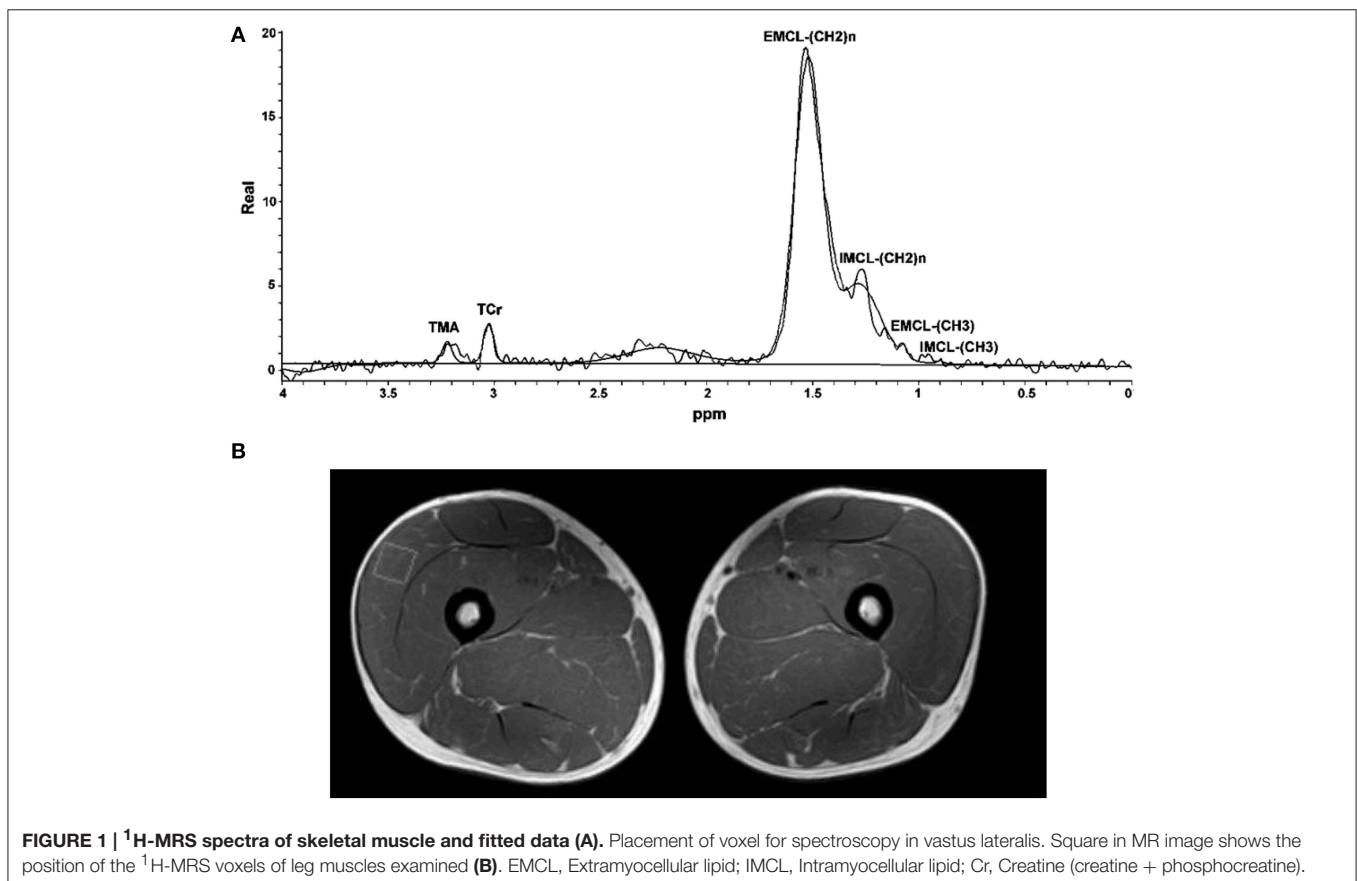 A
EMCL-(CH2)n
20
15
10
5
0
Real
IMCL-(CH2)n
EMCL-(CH3)
IMCL-(CH3)
TCr
TMA
4 3.5 3 2.5 2 1.5 1 0.5 0
ppm
B
FIGURE 1 | ¹H-MRS spectra of skeletal muscle and fitted data (A). Placement of voxel for spectroscopy in vastus lateralis. Square in MR image shows the
position of the ¹H-MRS voxels of leg muscles examined (B). EMCL, Extramyocellular lipid; IMCL, Intramyocellular lipid; Cr, Creatine (creatine + phosphocreatine).